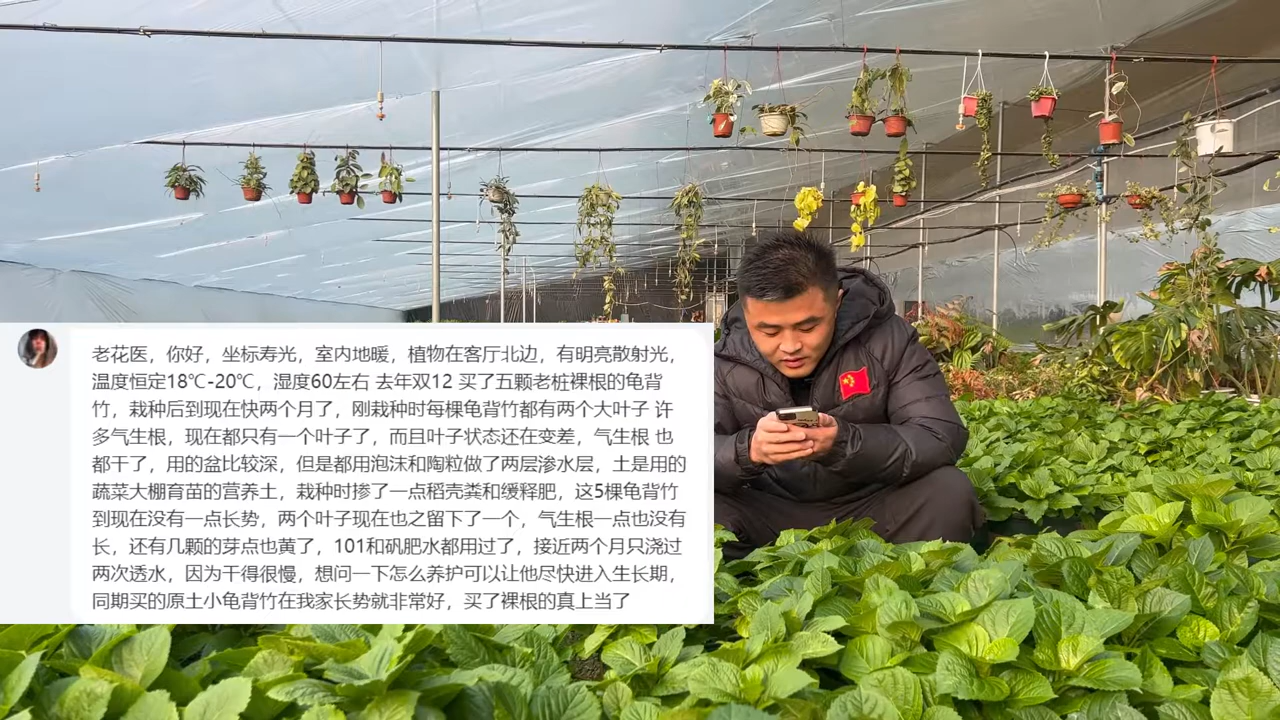 老花医，你好，坐标寿光，室内地暖，植物在客厅北边，有明亮散射光，
温度恒定18℃-20℃，湿度60左右 去年双12 买了五颗老桩裸根的龟背
竹，栽种后到现在快两个月了，刚栽种时每棵龟背竹都有两个大叶子 许
多气生根，现在都只有一个叶子了，而且叶子状态还在变差，气生根 也
都干了，用的盆比较深，但是都用泡沫和陶粒做了两层渗水层，土是用的
蔬菜大棚育苗的营养土，栽种时掺了一点稻壳粪和缓释肥，这5棵龟背竹
到现在没有一点长势，两个叶子现在也之留下了一个，气生根一点也没有
长，还有几颗的芽点也黄了，101和矾肥水都用过了，接近两个月只浇过
两次透水，因为干得很慢，想问一下怎么养护可以让他尽快进入生长期，
同期买的原土小龟背竹在我家长势就非常好，买了裸根的真上当了